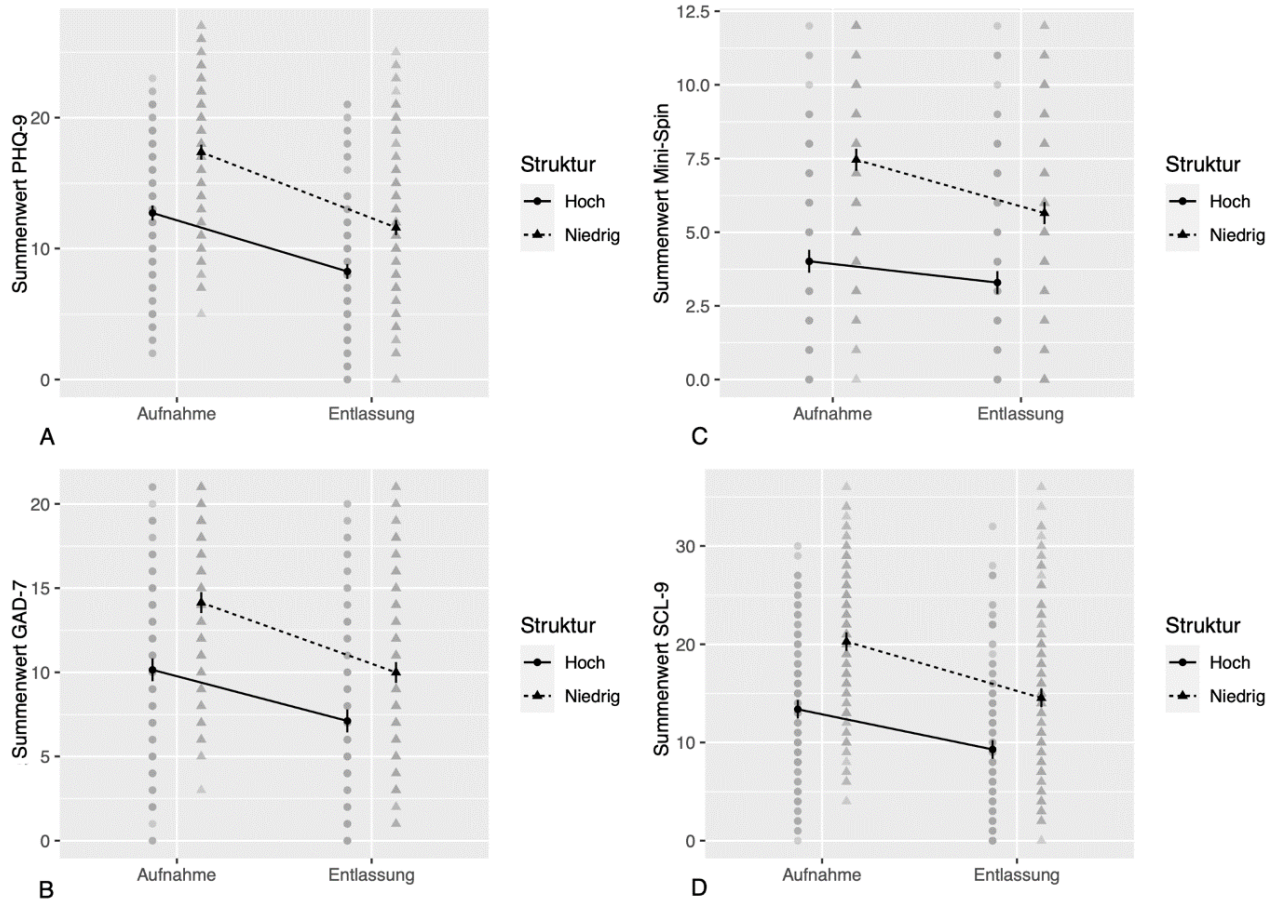 Summenwert PHQ-9
20
10
0
Aufnahme
Entlassung
Struktur
Hoch
Niedrig
A
Summenwert Mini-Spin
12.5
10.0
7.5
5.0
2.5
0.0
Aufnahme
Entlassung
Struktur
Hoch
Niedrig
C
Summenwert GAD-7
20
15
10
5
0
Aufnahme
Entlassung
Struktur
Hoch
Niedrig
B
Summenwert SCL-9
30
20
10
0
Aufnahme
Entlassung
Struktur
Hoch
Niedrig
D